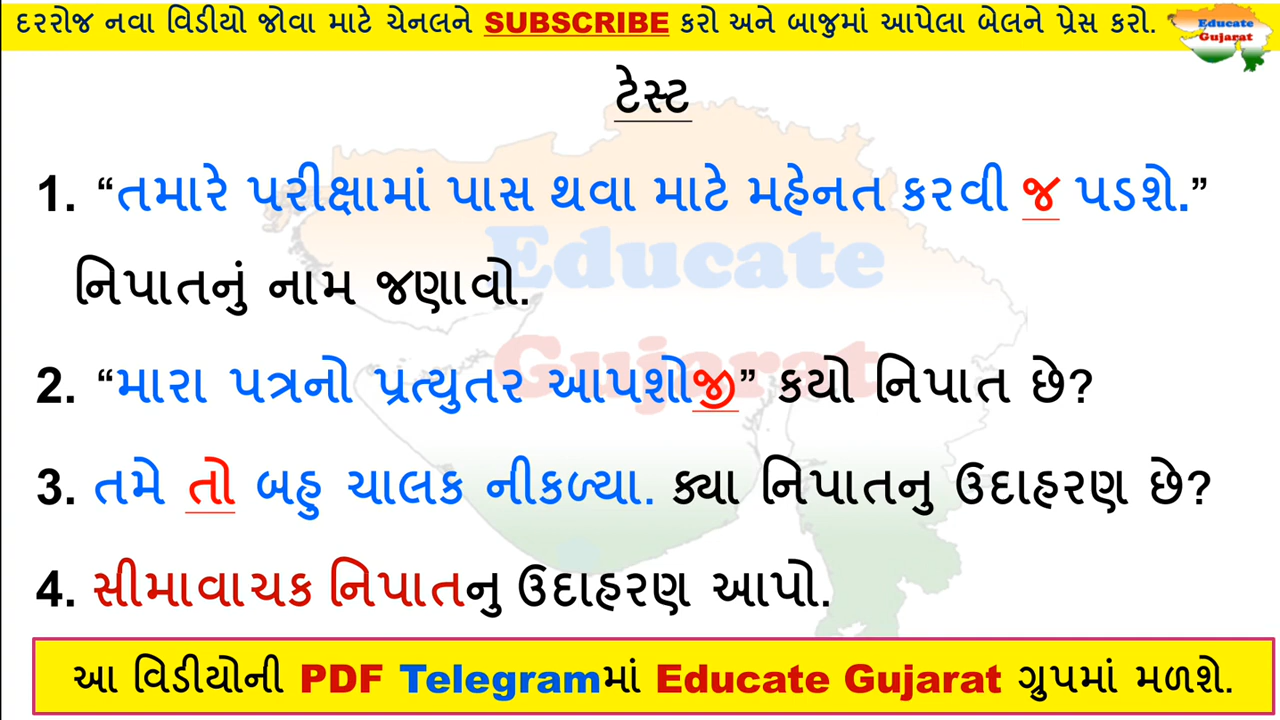 દરરોજ નવા વિડીયો જોવા માટે ચેનલને SUBSCRIBE કરો અને બાજુમાં આપેલા બેલને પ્રેસ કરો.
Educate
Gujarat
ટેસ્ટ
1. “તમારે પરીક્ષામાં પાસ થવા માટે મહેનત કરવી જ પડશે.”
નિપાતનું નામ જણાવો.
Educate
Gujarat
2. “મારા પત્રનો પ્રત્યુતર આપશોજી” કયો નિપાત છે?
3. તમે તો બહુ ચાલક નીકળ્યા. ક્યા નિપાતનુ ઉદાહરણ છે?
4. સીમાવાચક નિપાતનુ ઉદાહરણ આપો.
આ વિડીયોની PDF Telegramમાં Educate Gujarat ગ્રુપમાં મળશે.